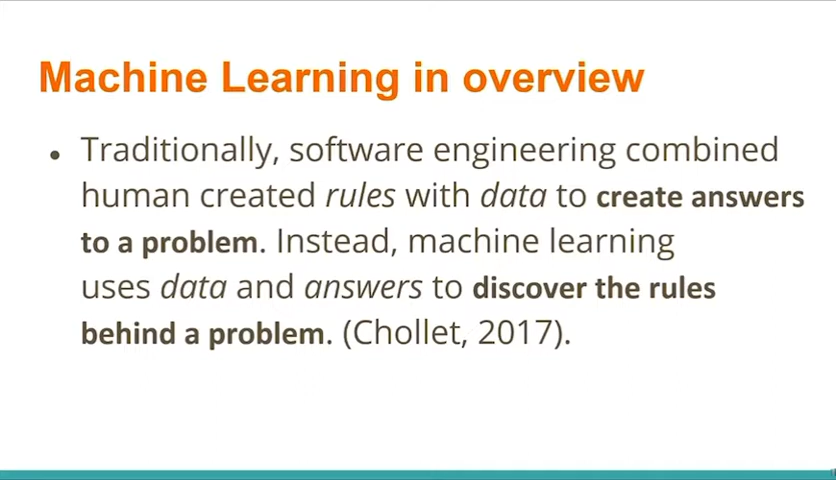 Machine Learning in overview
• Traditionally, software engineering combined
human created rules with data to create answers
to a problem. Instead, machine learning
uses data and answers to discover the rules
behind a problem. (Chollet, 2017).